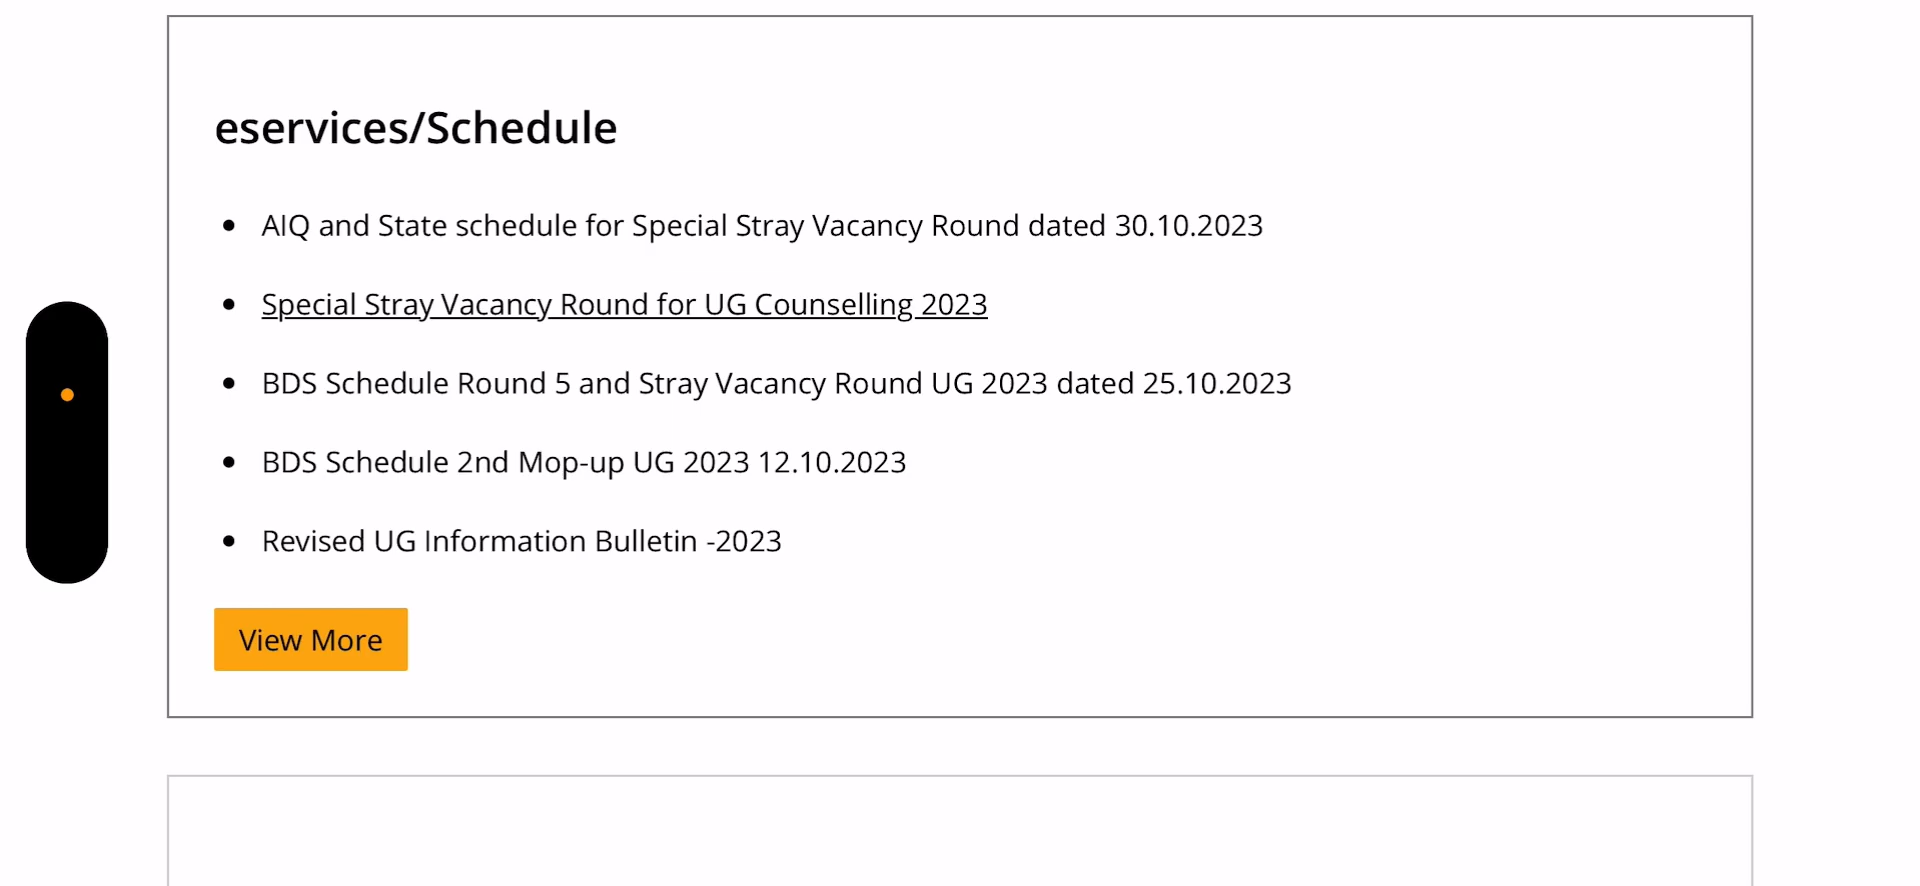 eservices/Schedule
AIQ and State schedule for Special Stray Vacancy Round dated 30.10.2023
Special Stray Vacancy Round for UG Counselling 2023
BDS Schedule Round 5 and Stray Vacancy Round UG 2023 dated 25.10.2023
BDS Schedule 2nd Mop-up UG 2023 12.10.2023
Revised UG Information Bulletin -2023
View More